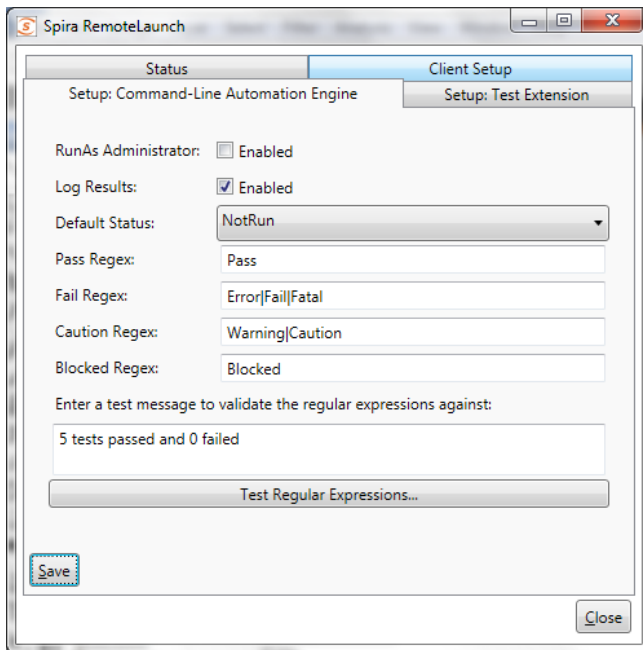 Spira RemoteLaunch
Status
Client Setup
Setup: Command-Line Automation Engine
Setup: Test Extension
RunAs Administrator: Enabled
Log Results: Enabled
Default Status: NotRun
Pass Regex: Pass
Fail Regex: Error|Fail|Fatal
Caution Regex: Warning|Caution
Blocked Regex: Blocked
Enter a test message to validate the regular expressions against:
5 tests passed and 0 failed
Test Regular Expressions...
Save
Close